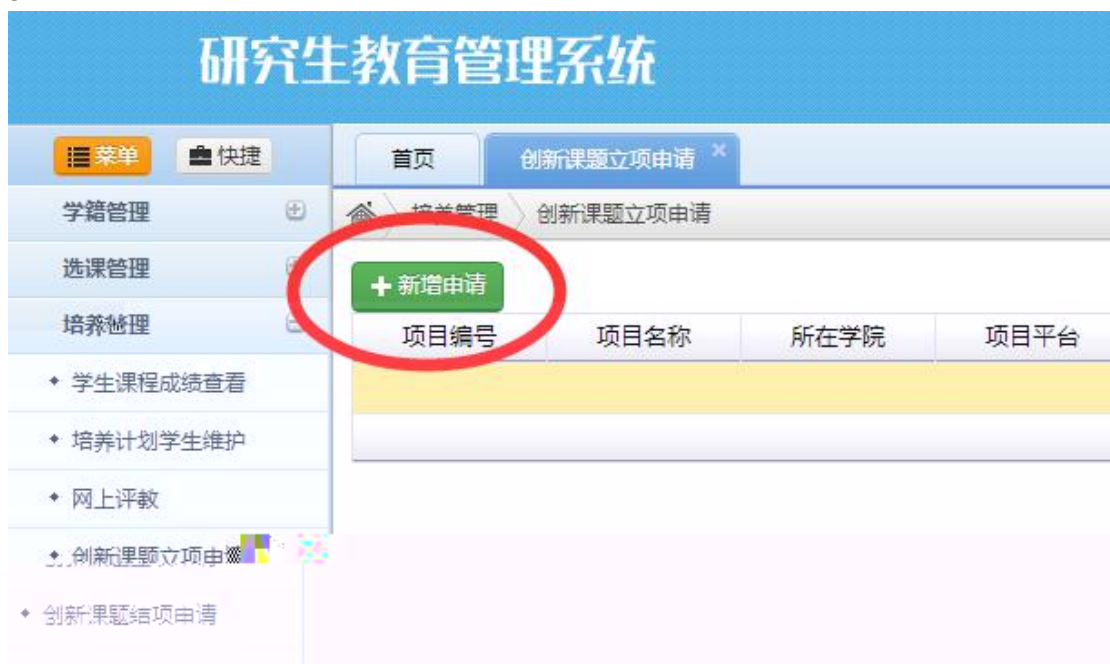 研究生教育管理系统
菜单 快捷
首页 创新课题立项申请
学籍管理
培养管理 创新课题立项申请
选课管理
新增申请
培养管理
项目编号 项目名称 所在学院 项目平台
学生课程成绩查看
培养计划学生维护
网上评教
创新课题立项申
创新课题结项申请